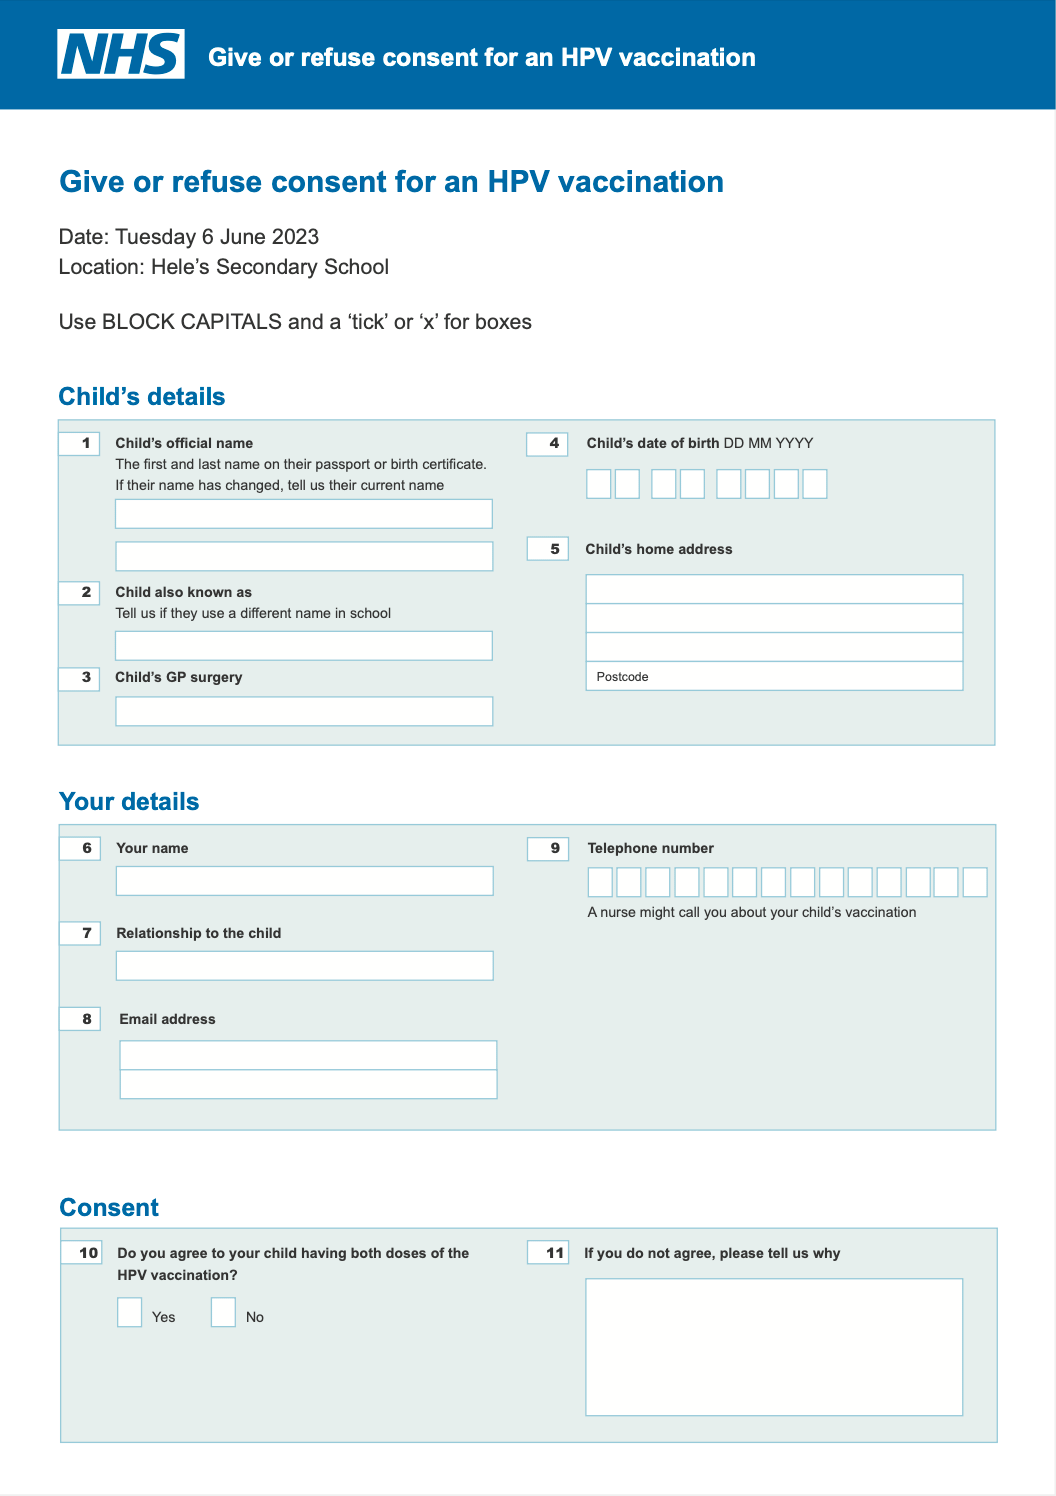 NHS Give or refuse consent for an HPV vaccination
Give or refuse consent for an HPV vaccination
Date: Tuesday 6 June 2023
Location: Hele’s Secondary School
Use BLOCK CAPITALS and a ‘tick’ or ‘x’ for boxes
Child’s details
1 Child’s official name
The first and last name on their passport or birth certificate.
If their name has changed, tell us their current name
2 Child also known as
Tell us if they use a different name in school
3 Child’s GP surgery
4 Child’s date of birth DD MM YYYY
5 Child’s home address
Postcode
Your details
6 Your name
7 Relationship to the child
8 Email address
9 Telephone number
A nurse might call you about your child’s vaccination
Consent
10 Do you agree to your child having both doses of the
HPV vaccination?
Yes No
11 If you do not agree, please tell us why